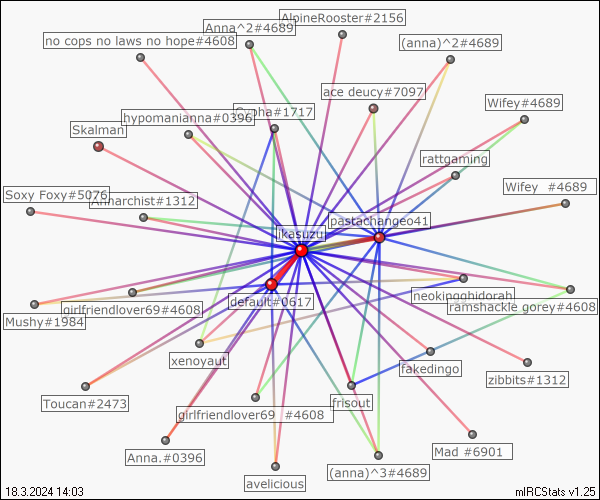 AlpineRooster#2156
Anna^2#4689
no cops no laws no hope#4608
(anna)^2#4689
ace deucy#7097
Wifey#4689
Cypha#1717
hypomanianna#0396
Skalman
rattgaming
Wifey #4689
Soxy Foxy#5076
Annarchist#1312
pastachangeo41
ikasuzu
neokingghidorah
default#0617
ramshackle gorey#4608
girlfriendlover69#4608
Mushy#1984
xenoyaut
fakedingo
zibbits#1312
Toucan#2473
frisout
girlfriendlover69 #4608
Mad #6901
Anna.#0396
(anna)^3#4689
avelicious
18.3.2024 14:03
mIRCStats v1.25